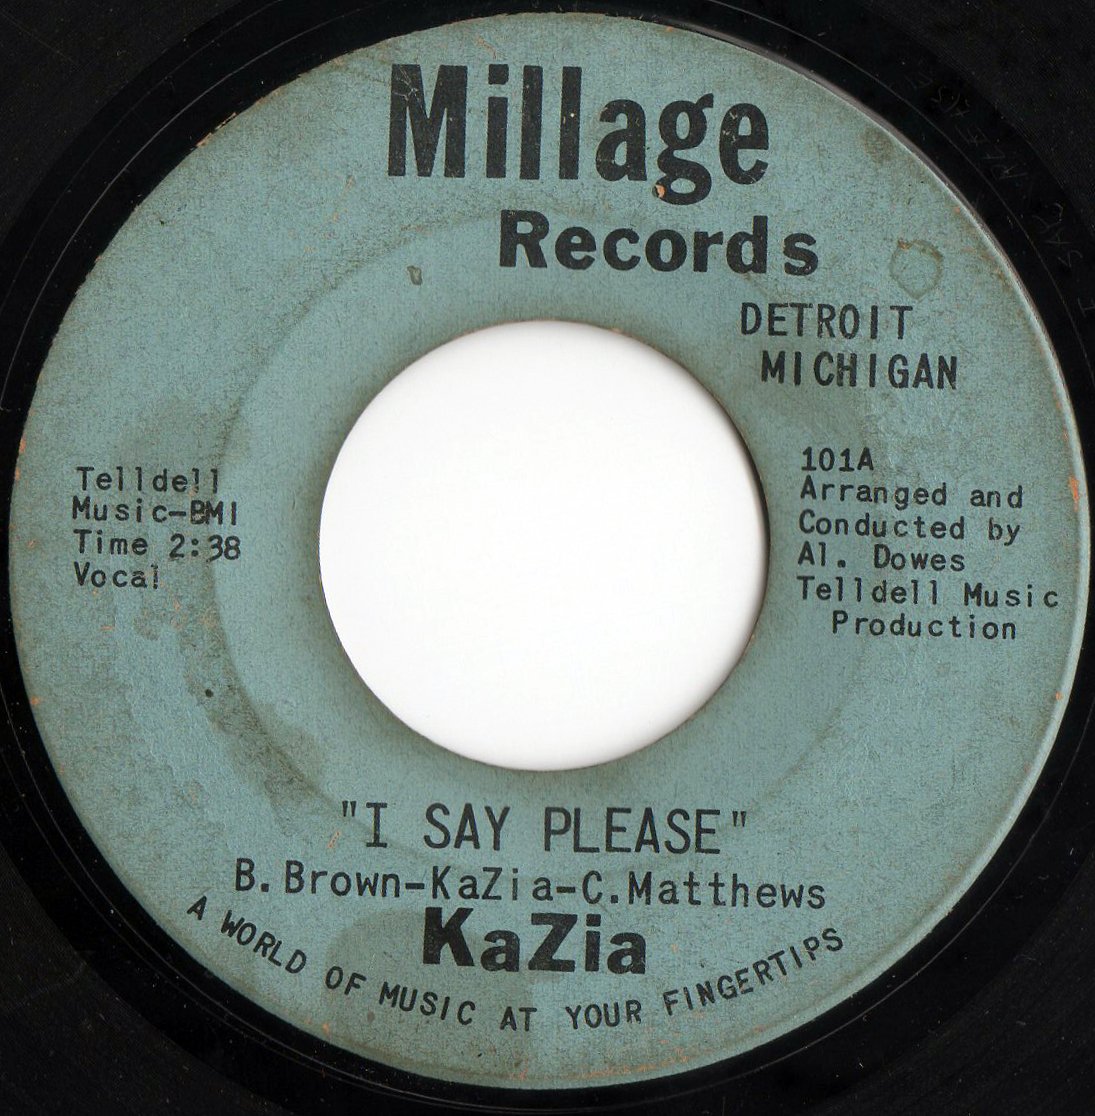 Millage
Records
DETROIT
MICHIGAN
Telldell
Music-BMI
Time 2:38
Vocal
101A
Arranged and
Conducted by
Al. Dowes
Telldell Music
Production
"I SAY PLEASE"
B. Brown-KaZia-C.Matthews
KaZia
A WORLD OF MUSIC AT YOUR FINGERTIPS